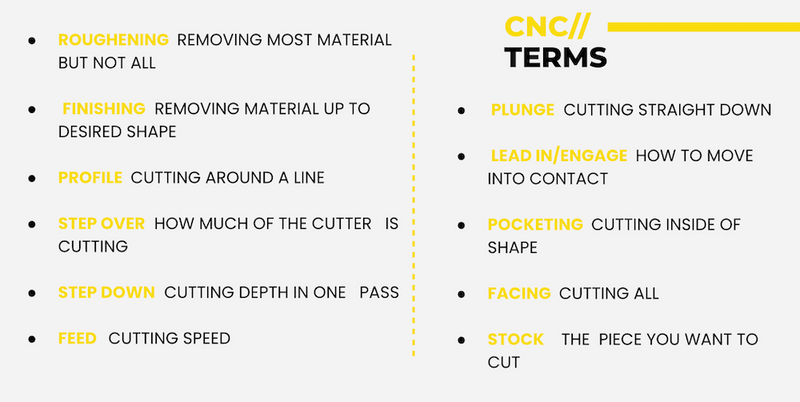 CNC//
TERMS
ROUGHENING REMOVING MOST MATERIAL
BUT NOT ALL
FINISHING REMOVING MATERIAL UP TO
DESIRED SHAPE
PROFILE CUTTING AROUND A LINE
STEP OVER HOW MUCH OF THE CUTTER IS
CUTTING
STEP DOWN CUTTING DEPTH IN ONE PASS
FEED CUTTING SPEED
PLUNGE CUTTING STRAIGHT DOWN
LEAD IN/ENGAGE HOW TO MOVE
INTO CONTACT
POCKETING CUTTING INSIDE OF
SHAPE
FACING CUTTING ALL
STOCK THE PIECE YOU WANT TO
CUT